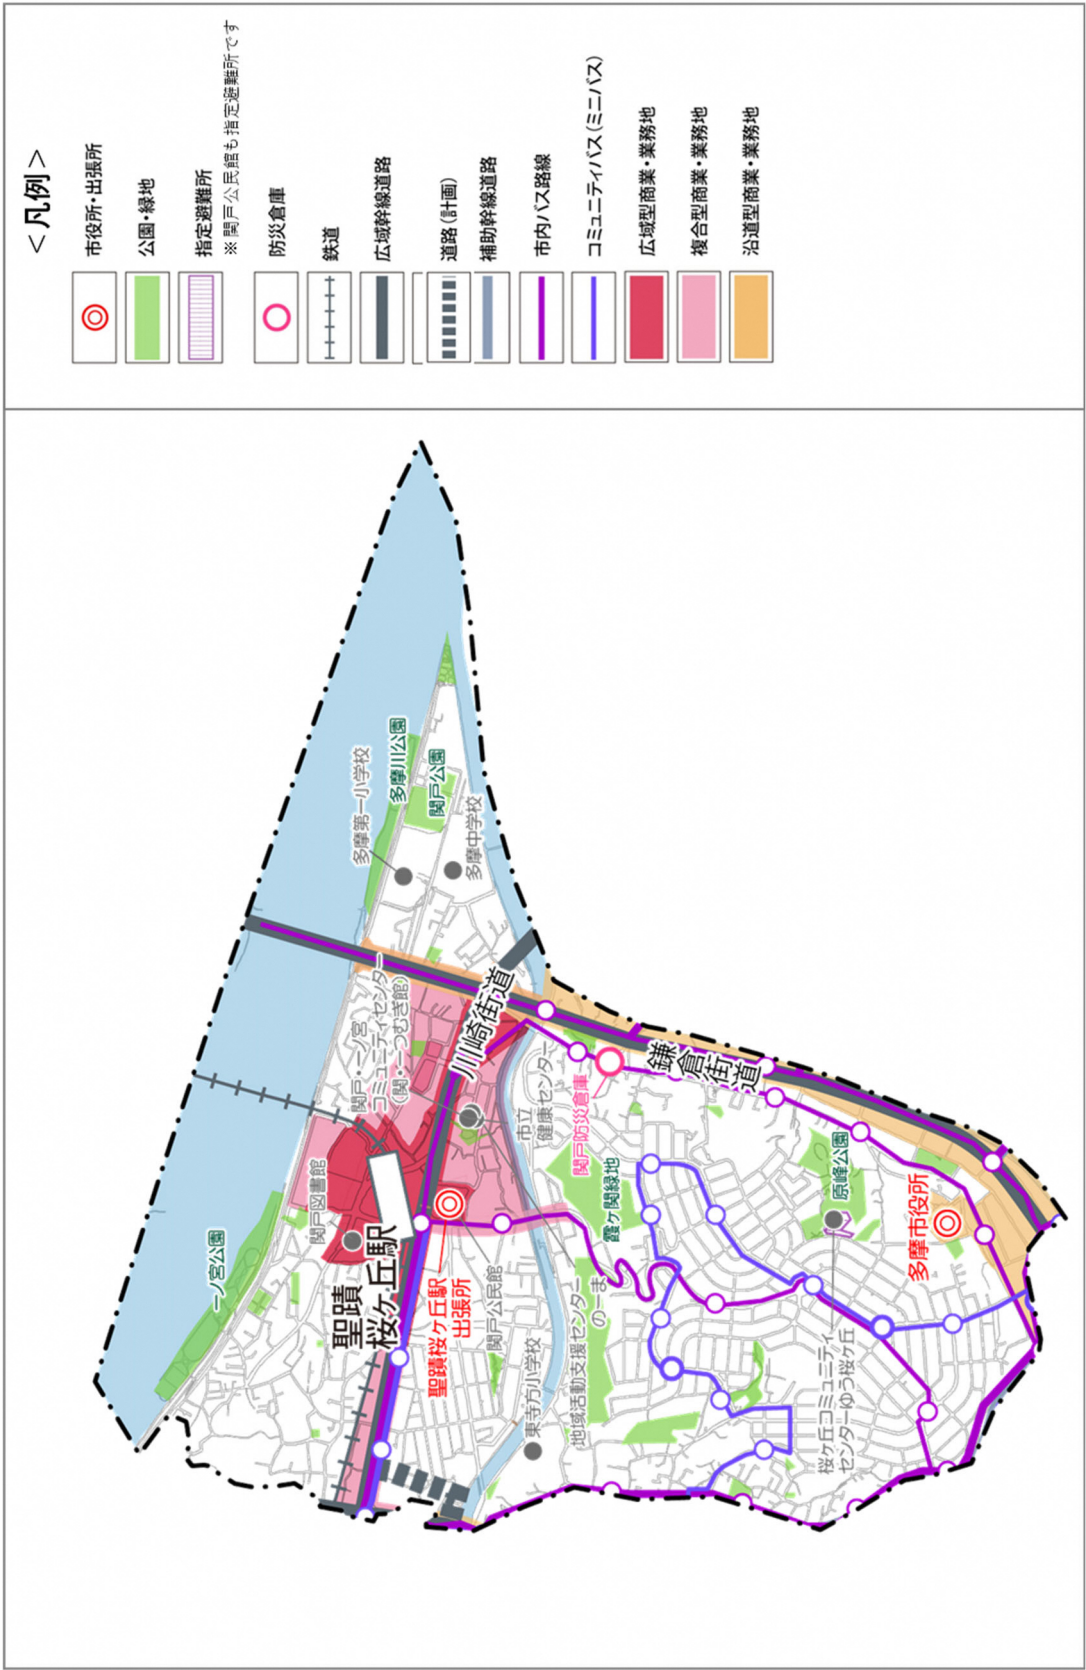 ＜凡例＞
市役所・出張所
公園・緑地
指定避難所
※関戸公民館も指定避難所です
防災倉庫
鉄道
広域幹線道路
道路（計画）
補助幹線道路
市内バス路線
コミュニティバス（ミニバス）
広域型商業・業務地
複合型商業・業務地
沿道型商業・業務地
一ノ宮公園
関戸図書館
聖蹟
桜ヶ丘駅
関戸・一ノ宮
コミュニティセンター
（関・一つむぎ館）
多摩第一小学校
多摩川公園
関戸公園
多摩中学校
川崎街道
聖蹟桜ヶ丘駅
出張所
関戸公民館
市立
健康センター
東寺方小学校
地域活動支援センター
のーま
関戸防災倉庫
霞ヶ関緑地
鎌倉
街道
原峰公園
桜ヶ丘コミュニティ
センターゆう桜ヶ丘
多摩市役所